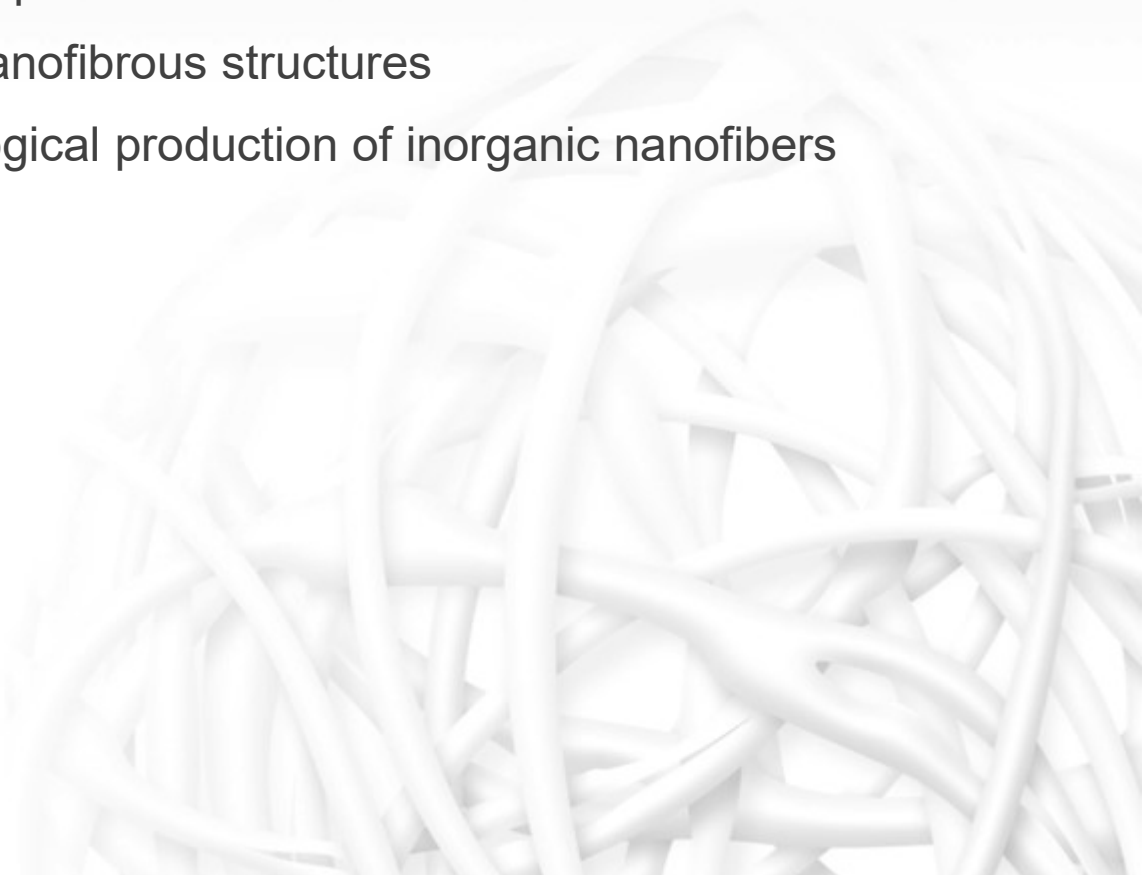 anofibrous structures
gical production of inorganic nanofibers